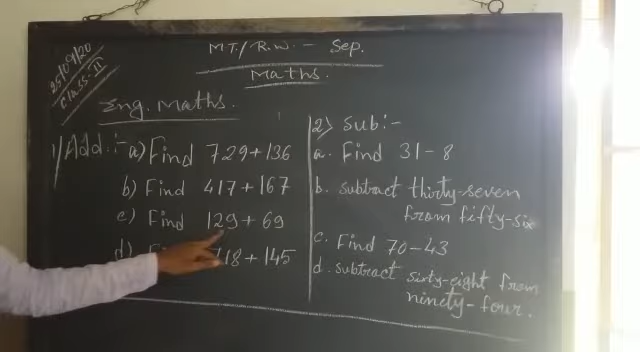 25/09/20
Class-II
M.T./R.W. - Sep.
Maths.
Eng. Maths.
1) Add:- a) Find 729+136
b) Find 417+167
c) Find 129+69
d) 718+145
2) Sub:-
a. Find 31-8
b. subtract thirty-seven
from fifty-six
c. Find 70-43
d. subtract sixty-eight from
ninety-four.